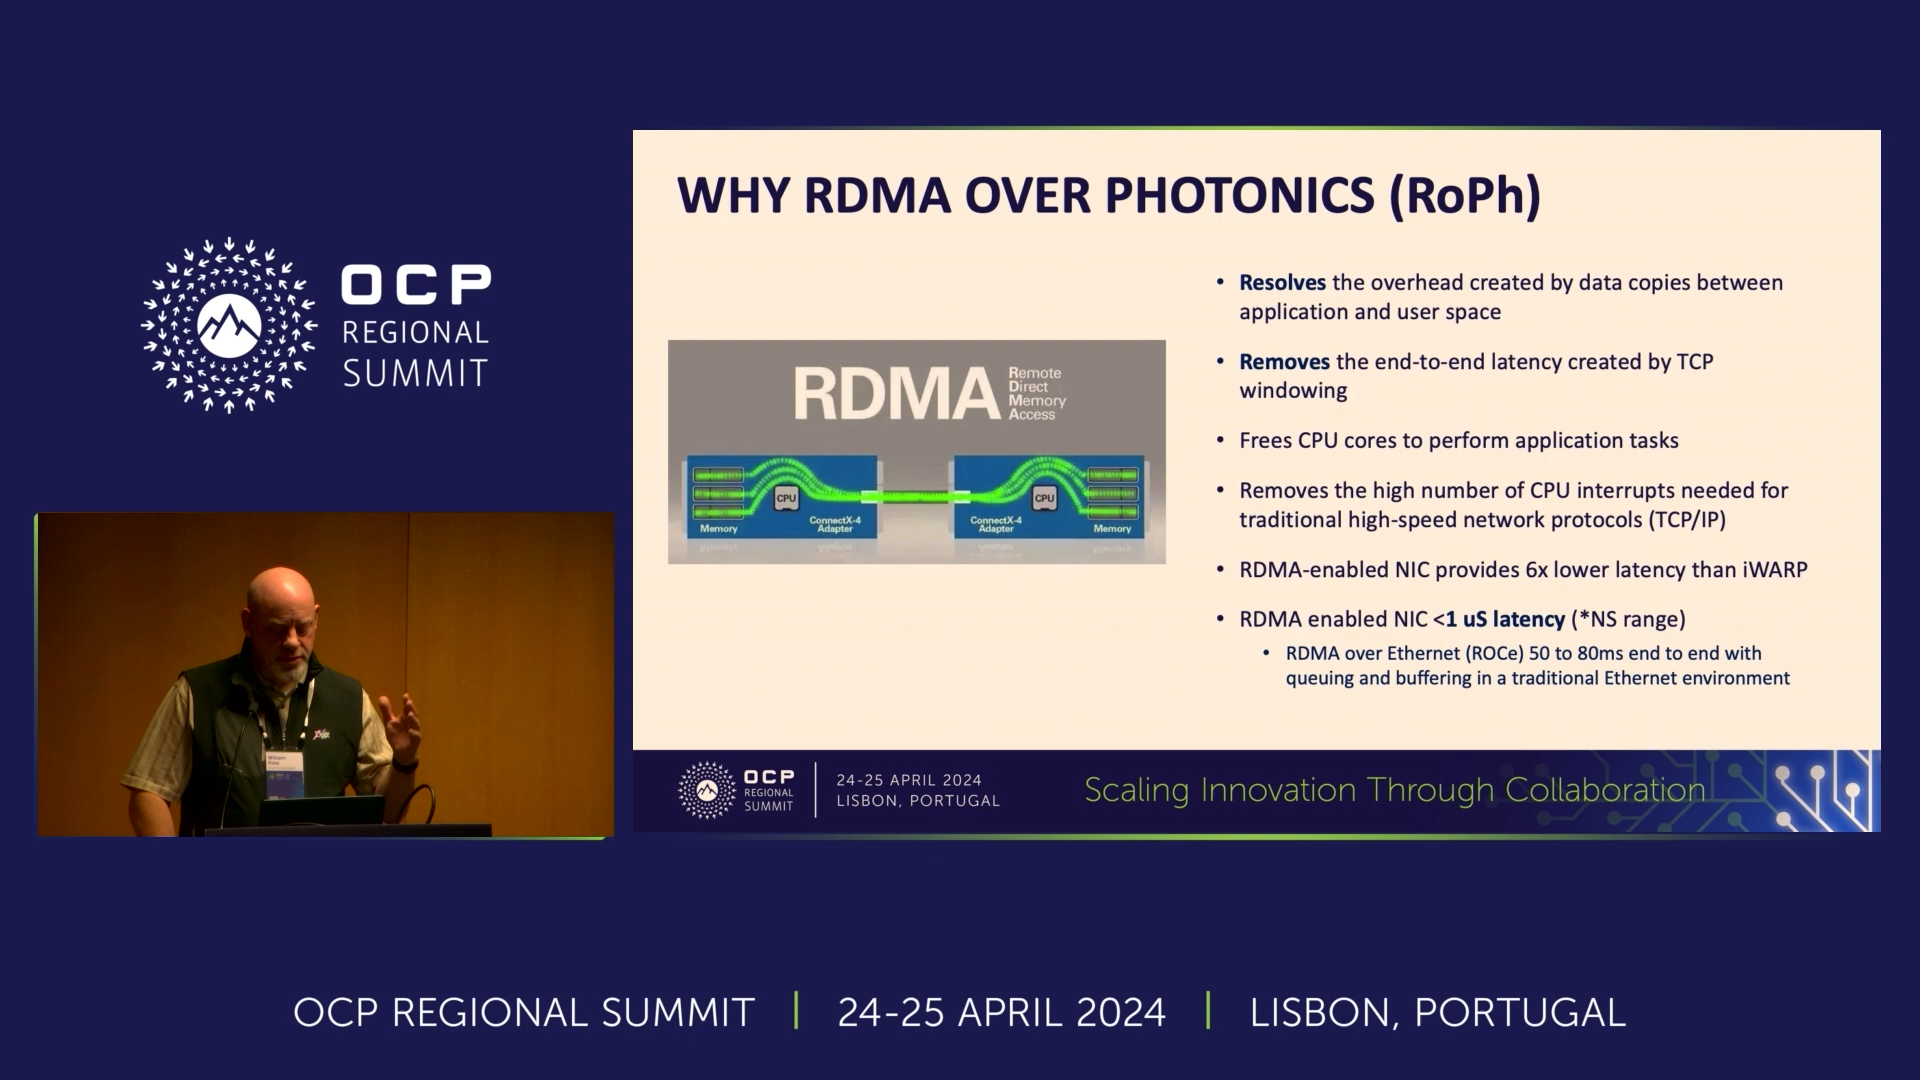 OCP
REGIONAL
SUMMIT
William
Ross
WHY RDMA OVER PHOTONICS (RoPh)
RDMA
Remote
Direct
Memory
Access
CPU
CPU
Memory
ConnectX-4
Adapter
ConnectX-4
Adapter
Memory
• Resolves the overhead created by data copies between
application and user space
• Removes the end-to-end latency created by TCP
windowing
• Frees CPU cores to perform application tasks
• Removes the high number of CPU interrupts needed for
traditional high-speed network protocols (TCP/IP)
• RDMA-enabled NIC provides 6x lower latency than iWARP
• RDMA enabled NIC <1 uS latency (*NS range)
• RDMA over Ethernet (ROCe) 50 to 80ms end to end with
queuing and buffering in a traditional Ethernet environment
OCP
REGIONAL
SUMMIT
24-25 APRIL 2024
LISBON, PORTUGAL
Scaling Innovation Through Collaboration
OCP REGIONAL SUMMIT | 24-25 APRIL 2024 | LISBON, PORTUGAL